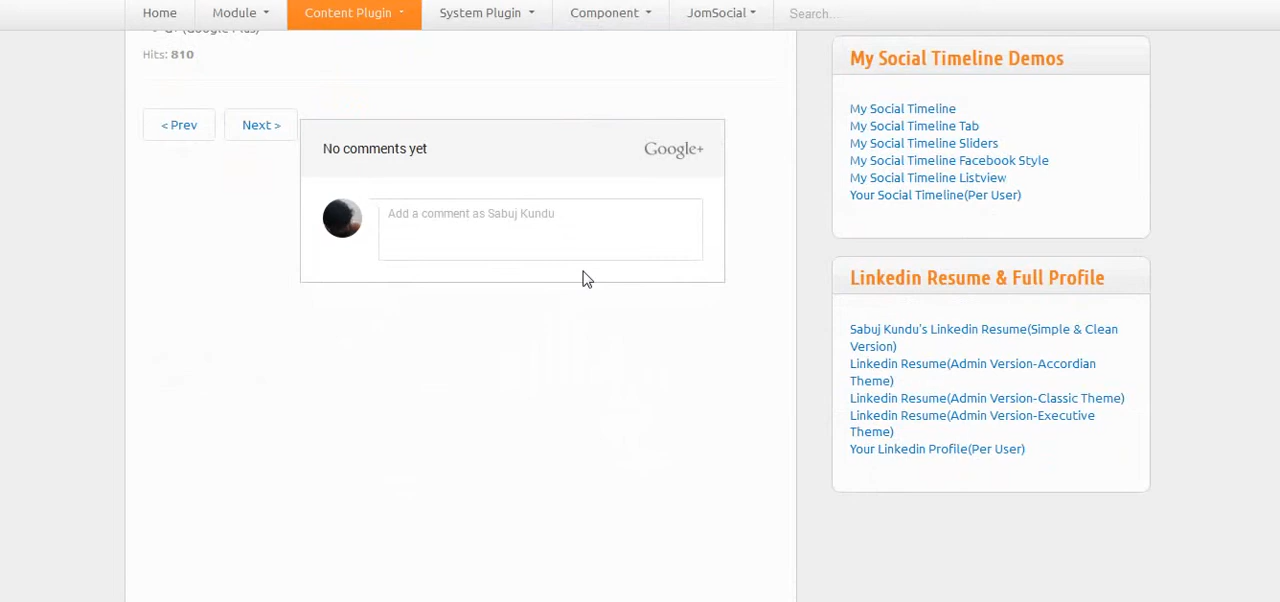 Home Module Content Plugin System Plugin Component JomSocial Search...
G+ (Google Plus)
Hits: 810
< Prev Next >
No comments yet Google+
Add a comment as Sabuj Kundu
My Social Timeline Demos
My Social Timeline
My Social Timeline Tab
My Social Timeline Sliders
My Social Timeline Facebook Style
My Social Timeline Listview
Your Social Timeline(Per User)
Linkedin Resume & Full Profile
Sabuj Kundu's Linkedin Resume(Simple & Clean
Version)
Linkedin Resume(Admin Version-Accordian
Theme)
Linkedin Resume(Admin Version-Classic Theme)
Linkedin Resume(Admin Version-Executive
Theme)
Your Linkedin Profile(Per User)